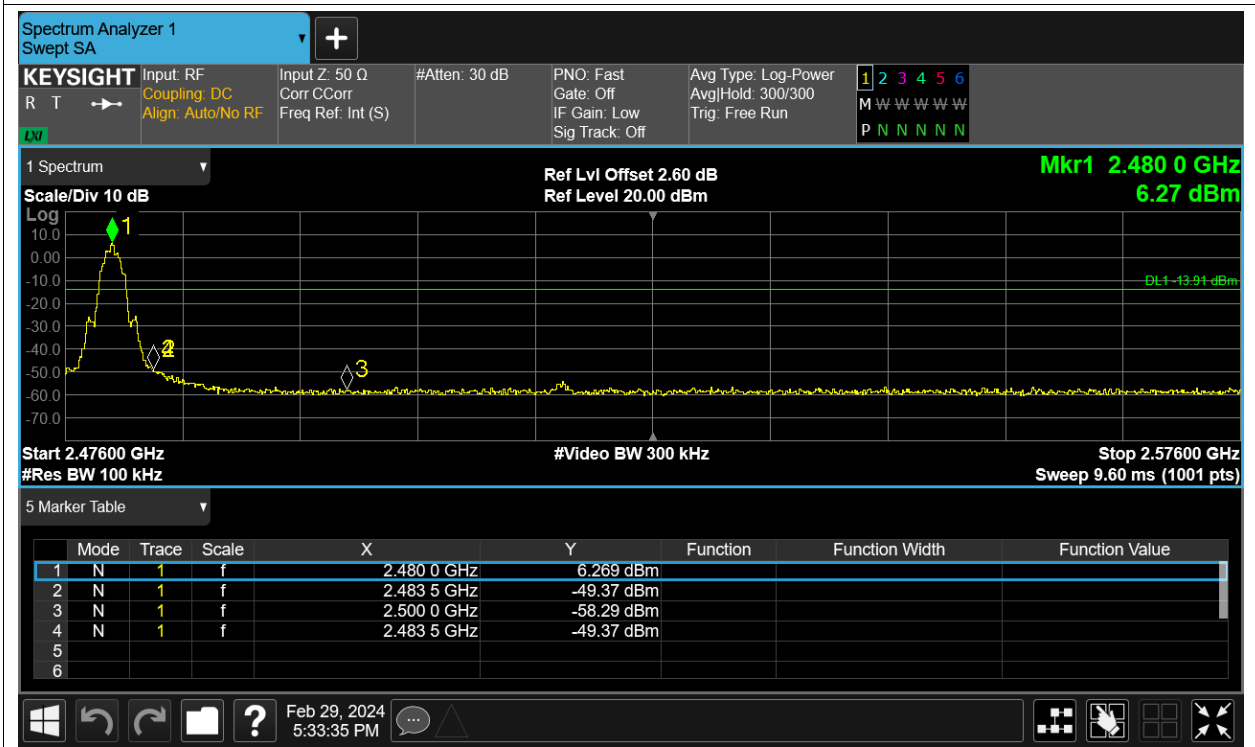 Spectrum Analyzer 1
Swept SA
KEYSIGHT
R T
LXI
Input: RF
Coupling: DC
Align: Auto/No RF
Input Z: 50 Ω
Corr CCorr
Freq Ref: Int (S)
#Atten: 30 dB
PNO: Fast
Gate: Off
IF Gain: Low
Sig Track: Off
Avg Type: Log-Power
Avg|Hold: 300/300
Trig: Free Run
1 2 3 4 5 6
M W W W W W
P N N N N N
1 Spectrum
Scale/Div 10 dB
Ref Lvl Offset 2.60 dB
Ref Level 20.00 dBm
Mkr1 2.480 0 GHz
6.27 dBm
Log
10.0
0.00
-10.0
-20.0
-30.0
-40.0
-50.0
-60.0
-70.0
1
3
DL1 -13.91 dBm
Start 2.47600 GHz
#Res BW 100 kHz
#Video BW 300 kHz
Stop 2.57600 GHz
Sweep 9.60 ms (1001 pts)
5 Marker Table
Mode Trace Scale X Y Function Function Width Function Value
1 N 1 f 2.480 0 GHz 6.269 dBm
2 N 1 f 2.483 5 GHz -49.37 dBm
3 N 1 f 2.500 0 GHz -58.29 dBm
4 N 1 f 2.483 5 GHz -49.37 dBm
5
6
?
Feb 29, 2024
5:33:35 PM